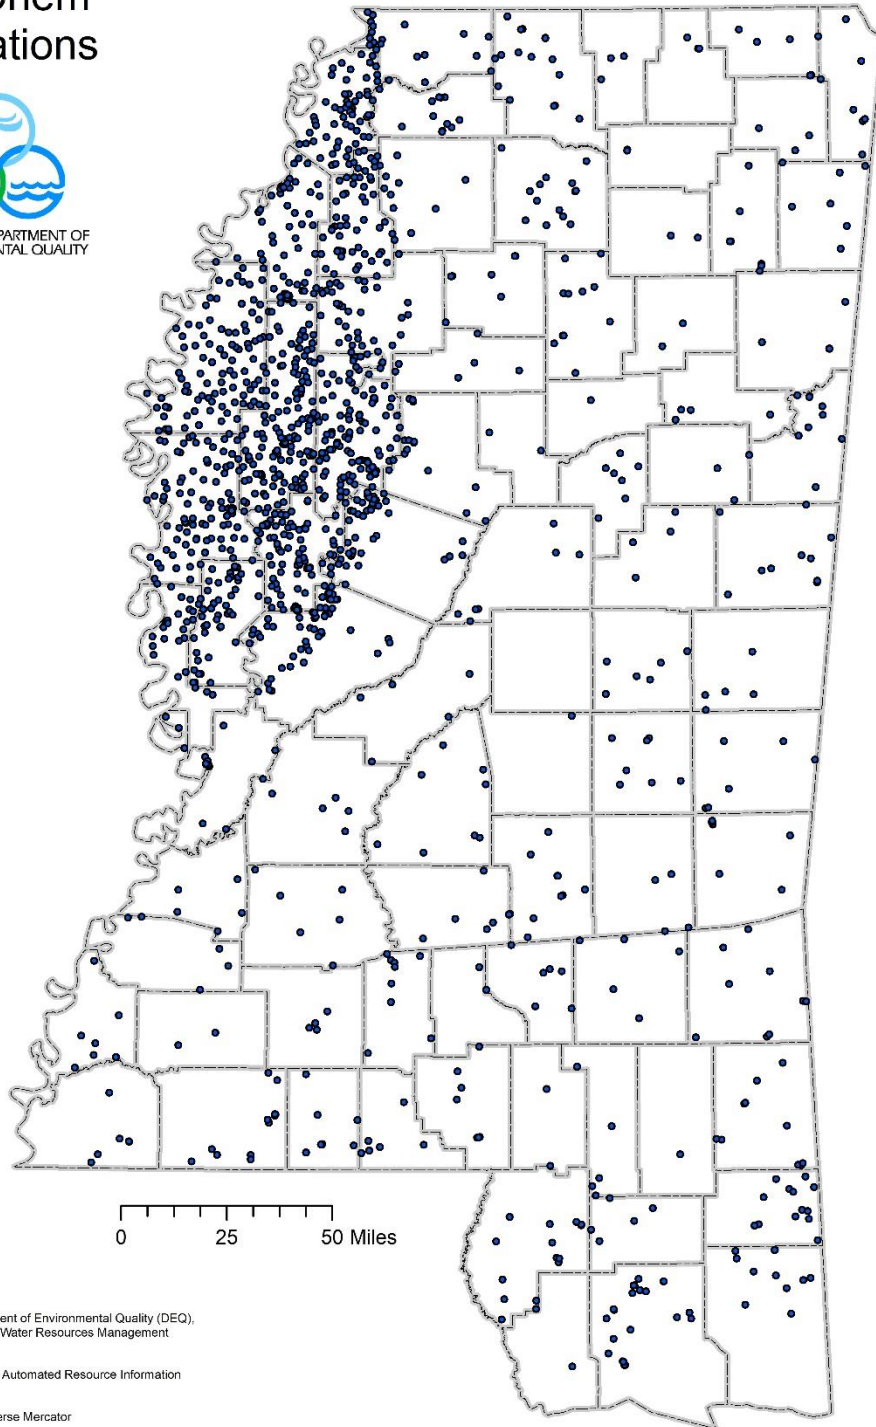 ations
PARTMENT OF
NTAL QUALITY
0 25 50 Miles
ent of Environmental Quality (DEQ),
Water Resources Management
Automated Resource Information
erse Mercator